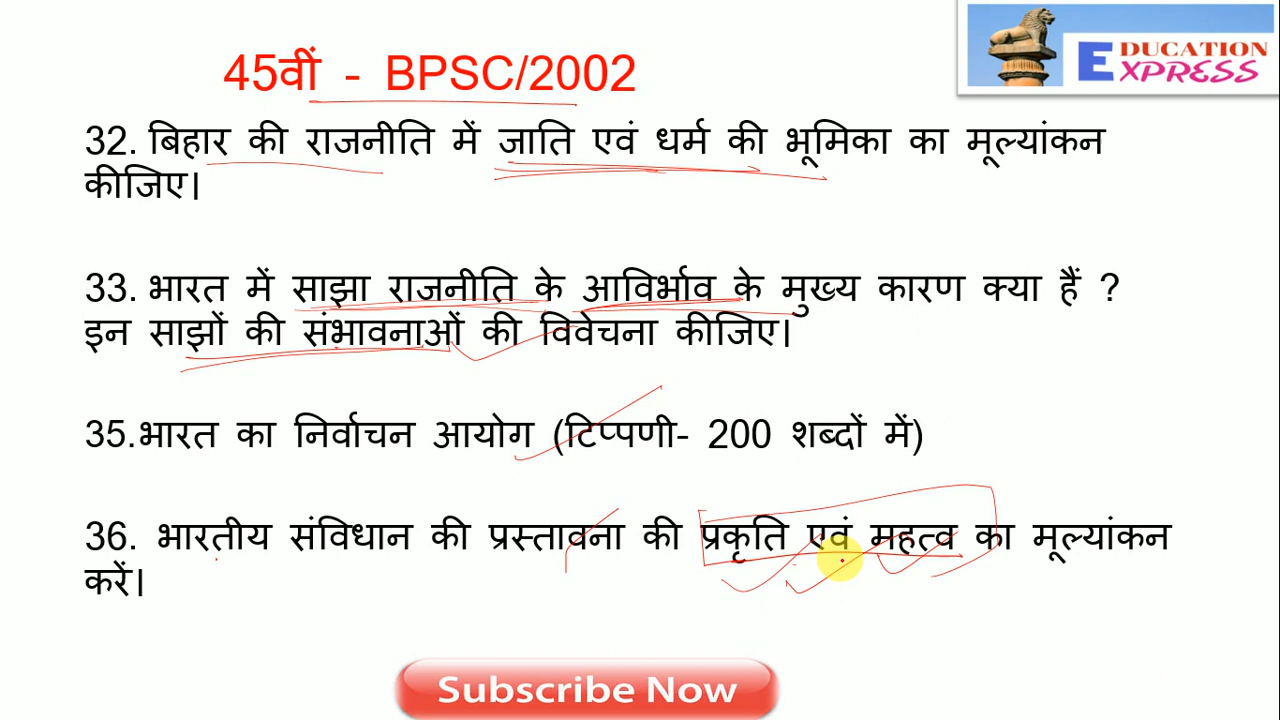 EDUCATION
EXPRESS
45वीं - BPSC/2002
32. बिहार की राजनीति में जाति एवं धर्म की भूमिका का मूल्यांकन
कीजिए।
33. भारत में साझा राजनीति के आविर्भाव के मुख्य कारण क्या हैं ?
इन साझों की संभावनाओं की विवेचना कीजिए।
35.भारत का निर्वाचन आयोग (टिप्पणी- 200 शब्दों में)
36. भारतीय संविधान की प्रस्तावना की प्रकृति एवं महत्व का मूल्यांकन
करें।
Subscribe Now